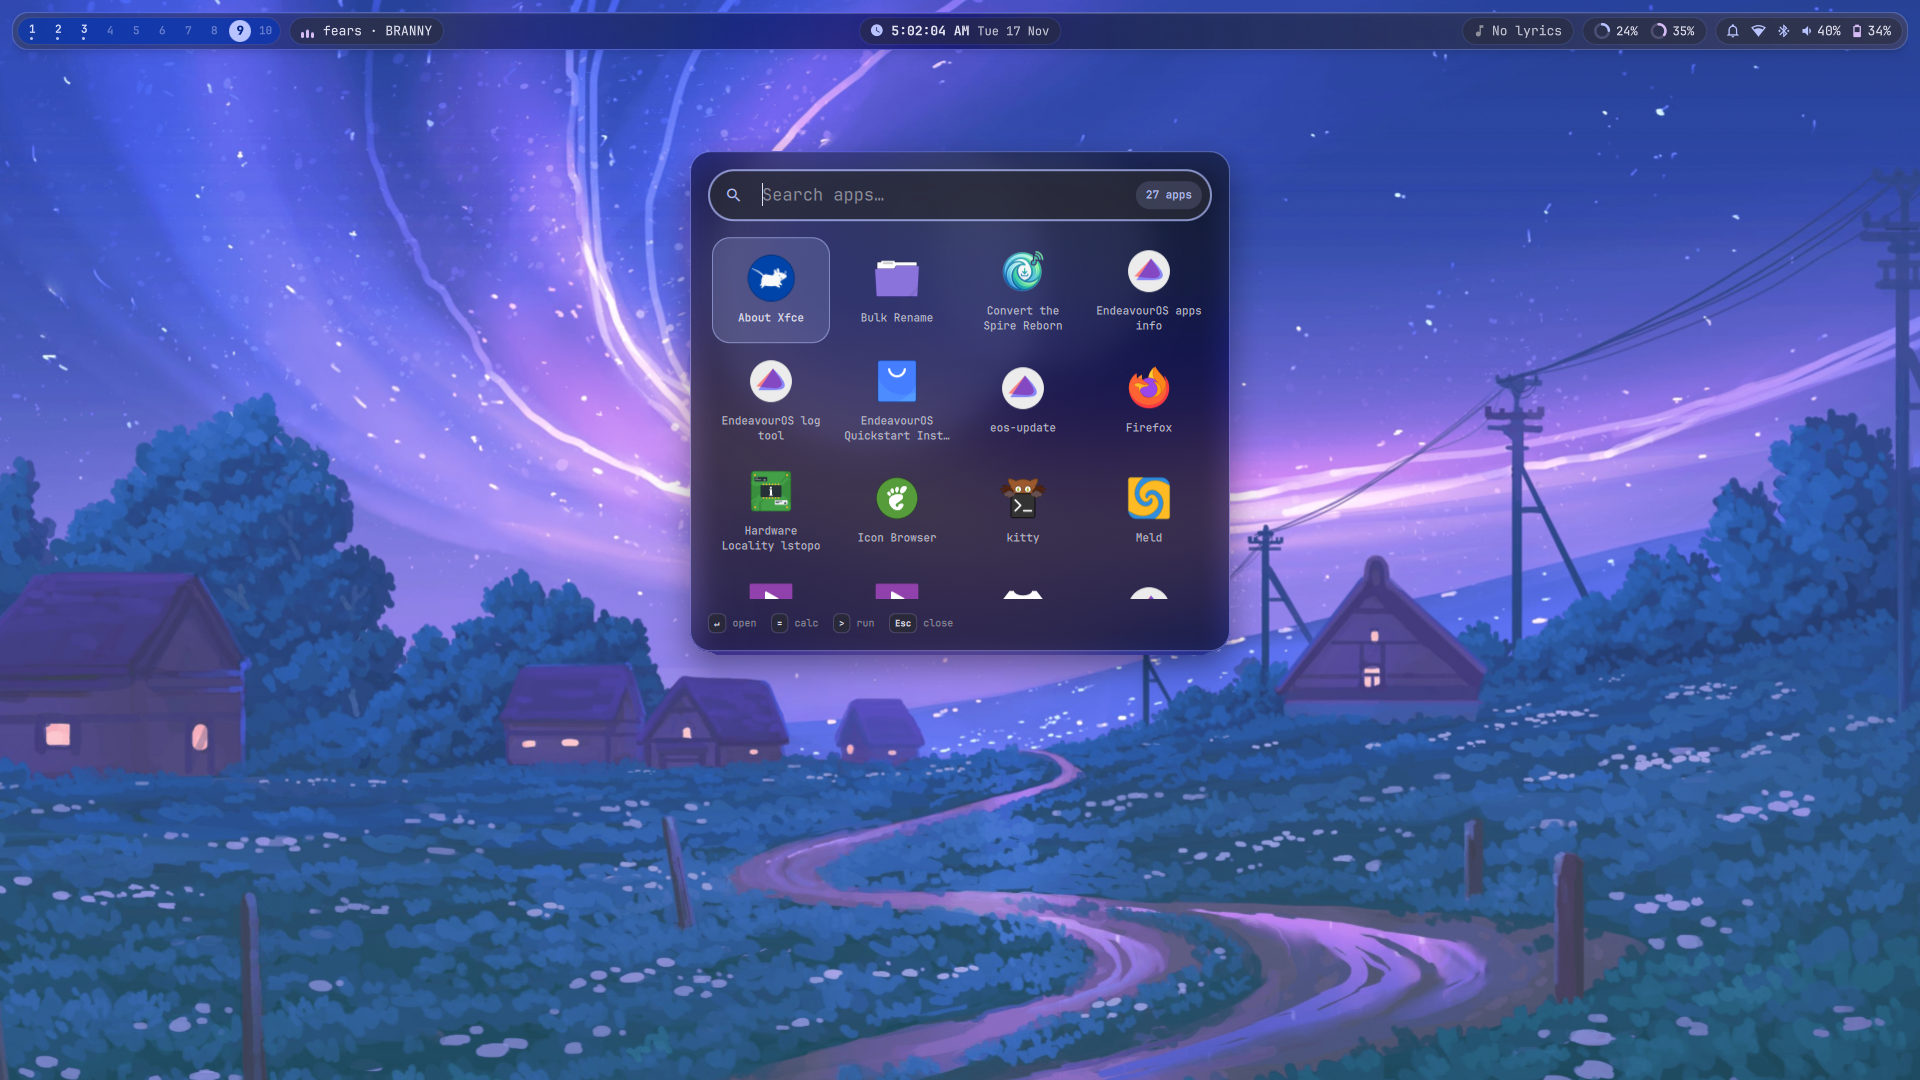 1 2 3 4 5 6 7 8 9 10 fears · BRANNY 5:02:04 AM Tue 17 Nov No lyrics 24% 35% 40% 34%
Search apps… 27 apps
About Xfce
Bulk Rename
Convert the
Spire Reborn
EndeavourOS apps
info
EndeavourOS log
tool
EndeavourOS
Quickstart Inst…
eos-update
Firefox
Hardware
Locality lstopo
Icon Browser
kitty
Meld
↵ open = calc > run Esc close